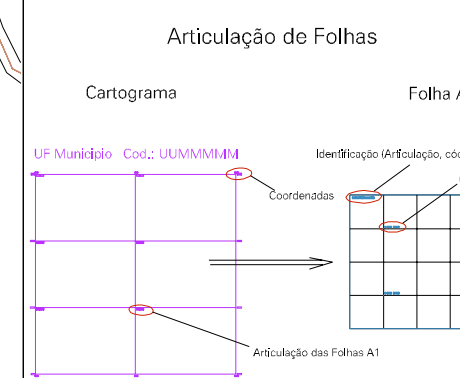 Articulação de Folhas
Cartograma
Folha A
UF Municipio Cod.: UUMMMMM
Identificação (Articulação, cód
Coordenadas
Articulação das Folhas A1